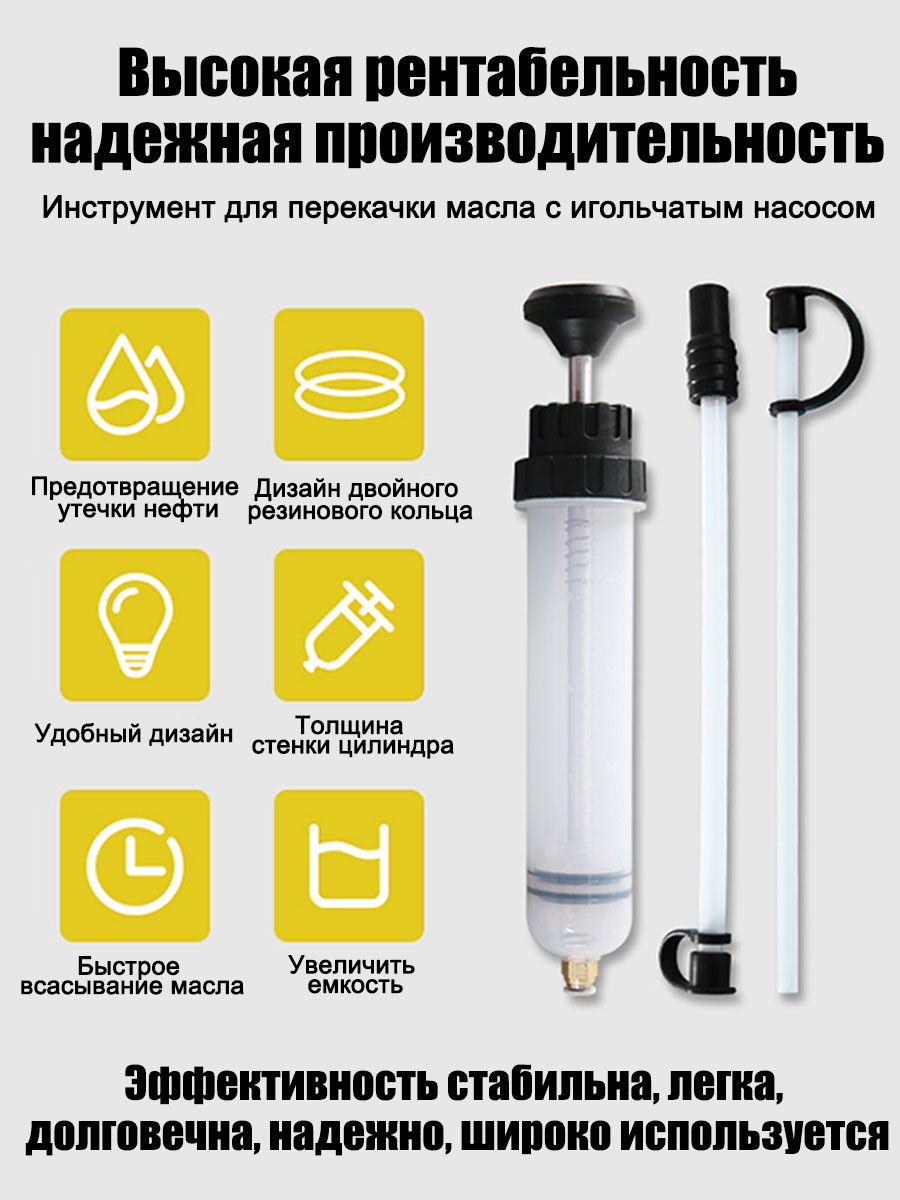 Высокая рентабельность
надежная производительность
Инструмент для перекачки масла с игольчатым насосом
Предотвращение
утечки нефти
Дизайн двойного
резинового кольца
Удобный дизайн
Толщина
стенки цилиндра
Быстрое
всасывание масла
Увеличить
емкость
Эффективность стабильна, легка,
долговечна, надежно, широко используется